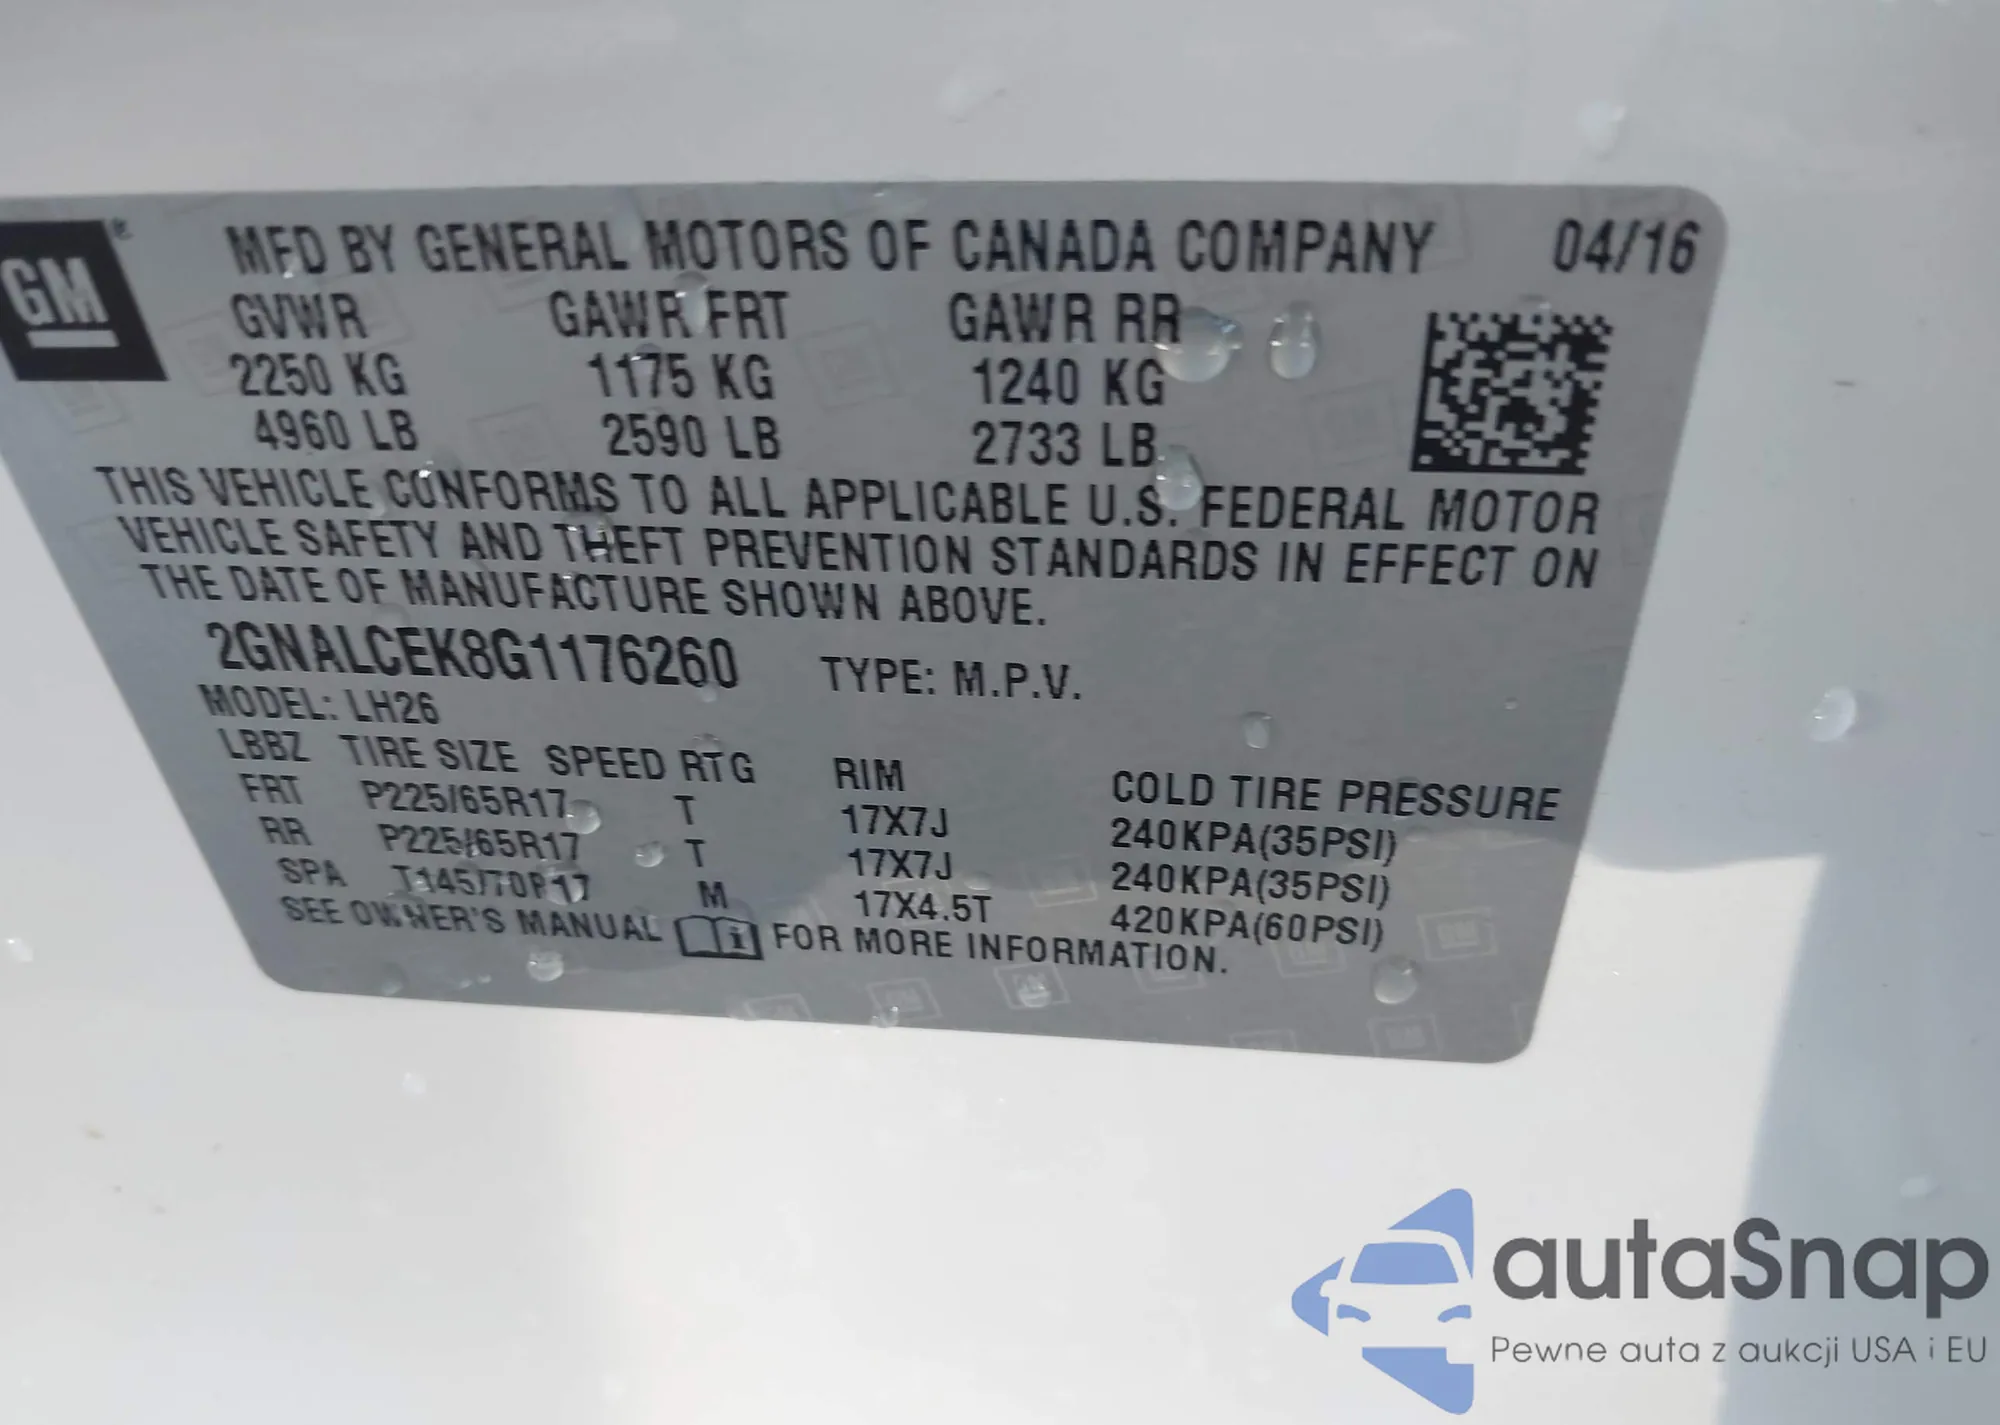 GM
MFD BY GENERAL MOTORS OF CANADA COMPANY 04/16
GVWR GAWR FRT GAWR RR
2250 KG 1175 KG 1240 KG
4960 LB 2590 LB 2733 LB
THIS VEHICLE CONFORMS TO ALL APPLICABLE U.S. FEDERAL MOTOR
VEHICLE SAFETY AND THEFT PREVENTION STANDARDS IN EFFECT ON
THE DATE OF MANUFACTURE SHOWN ABOVE.
2GNALCEK8G1176260 TYPE: M.P.V.
MODEL: LH26
LBBZ TIRE SIZE SPEED RTG RIM COLD TIRE PRESSURE
FRT P225/65R17 T 17X7J 240KPA(35PSI)
RR P225/65R17 T 17X7J 240KPA(35PSI)
SPA T145/70R17 M 17X4.5T 420KPA(60PSI)
SEE OWNER'S MANUAL FOR MORE INFORMATION.
autaSnap
Pewne auta z aukcji USA i EU